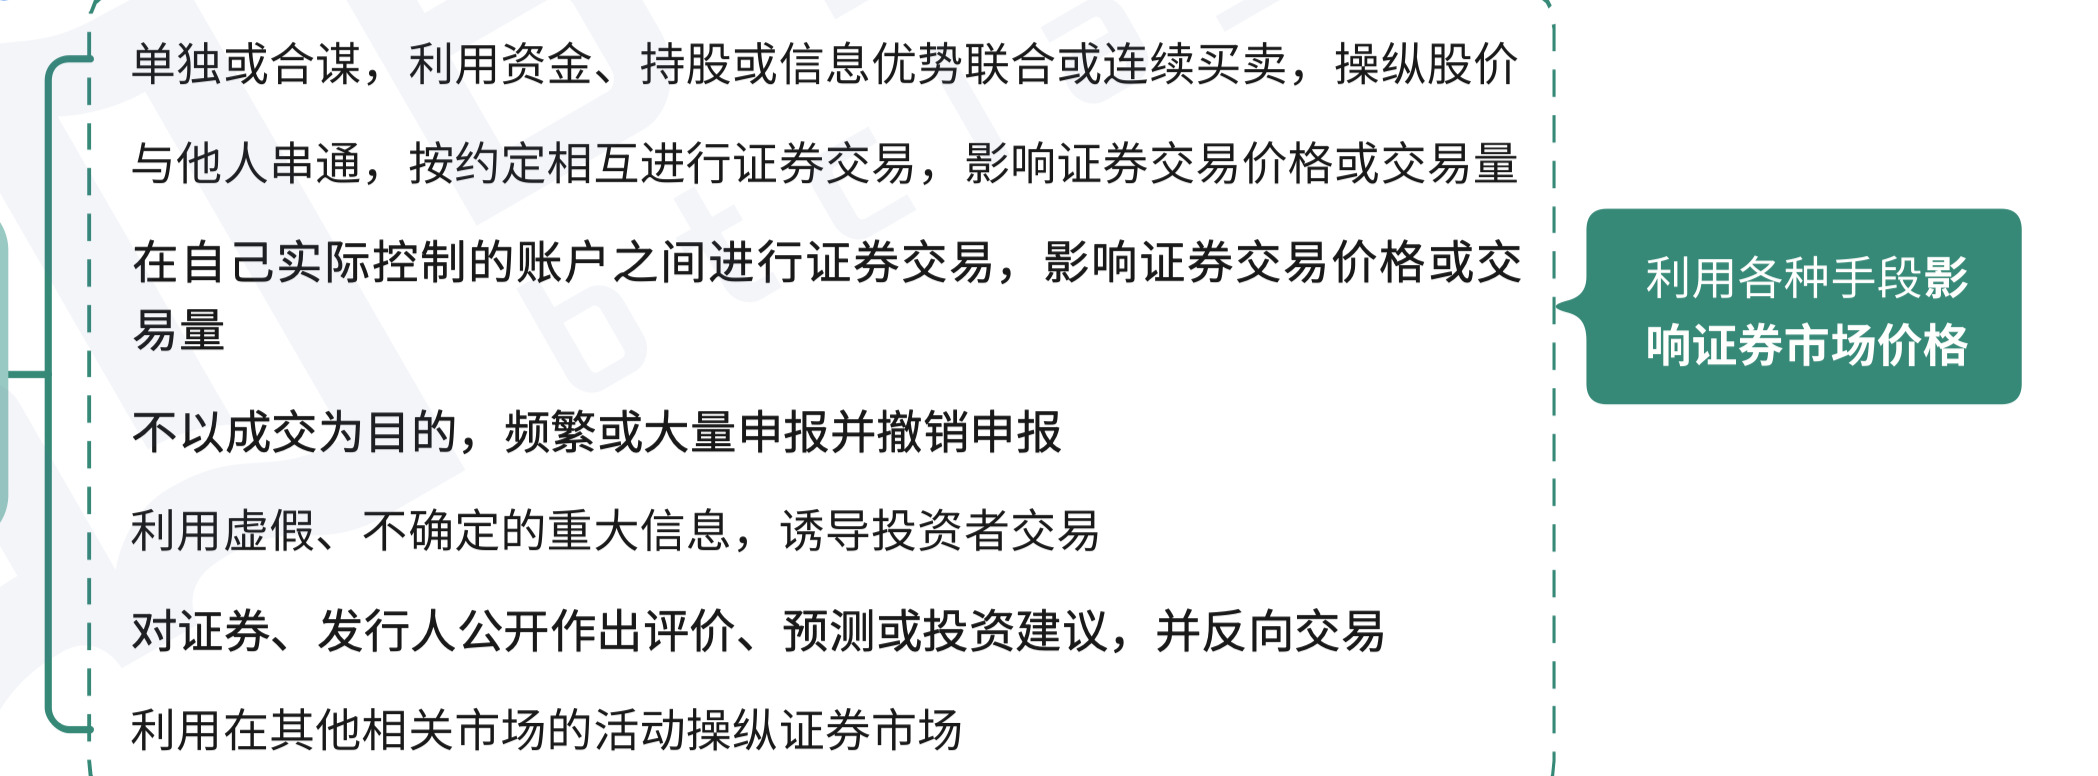 单独或合谋，利用资金、持股或信息优势联合或连续买卖，操纵股价
与他人串通，按约定相互进行证券交易，影响证券交易价格或交易量
在自己实际控制的账户之间进行证券交易，影响证券交易价格或交
易量
不以成交为目的，频繁或大量申报并撤销申报
利用虚假、不确定的重大信息，诱导投资者交易
对证券、发行人公开作出评价、预测或投资建议，并反向交易
利用在其他相关市场的活动操纵证券市场
利用各种手段影
响证券市场价格